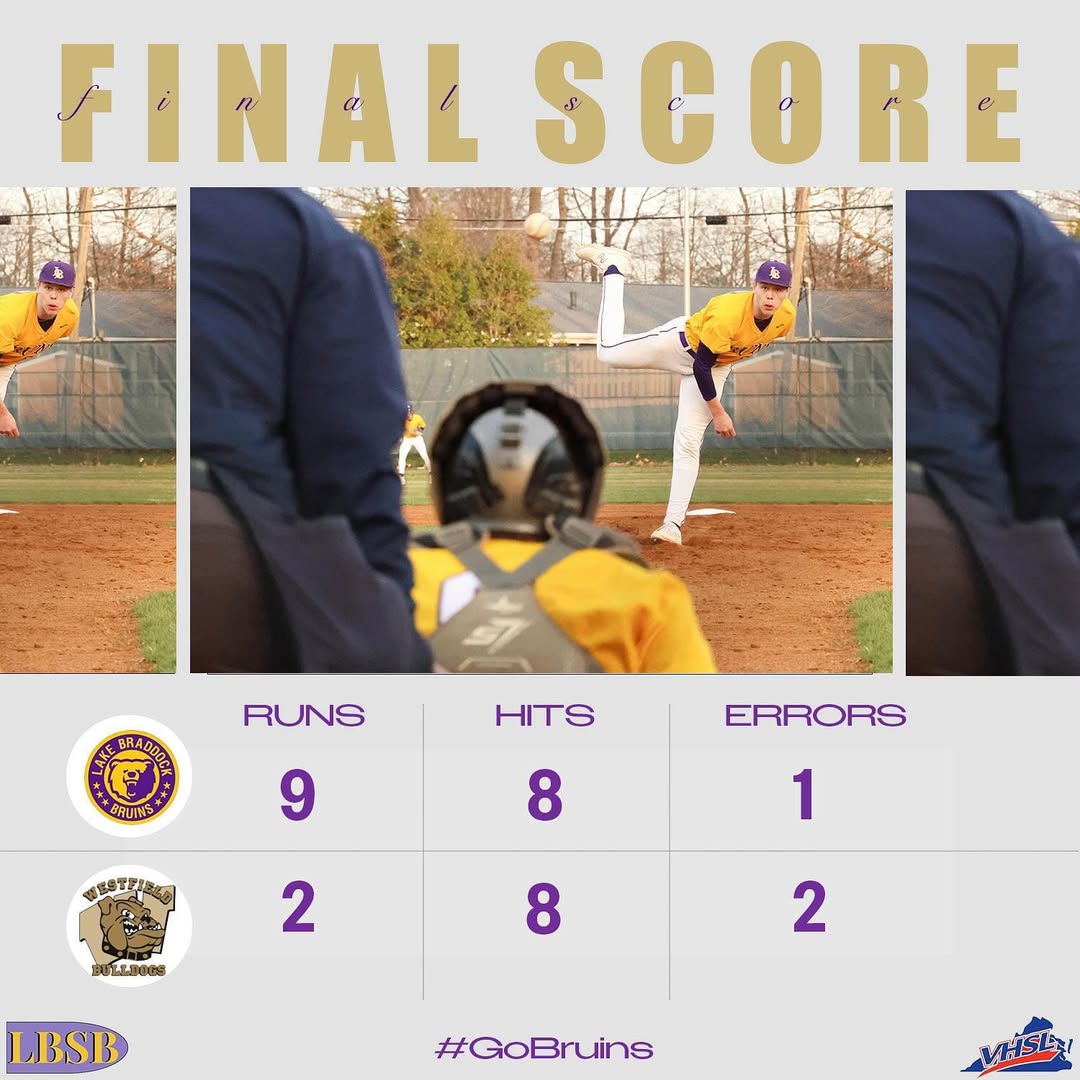 FINAL SCORE
final score
RUNS HITS ERRORS
LAKE BRADDOCK
BRUINS
9 8 1
WESTFIELD
BULLDOGS
2 8 2
LBSB
#GoBruins
VHSL